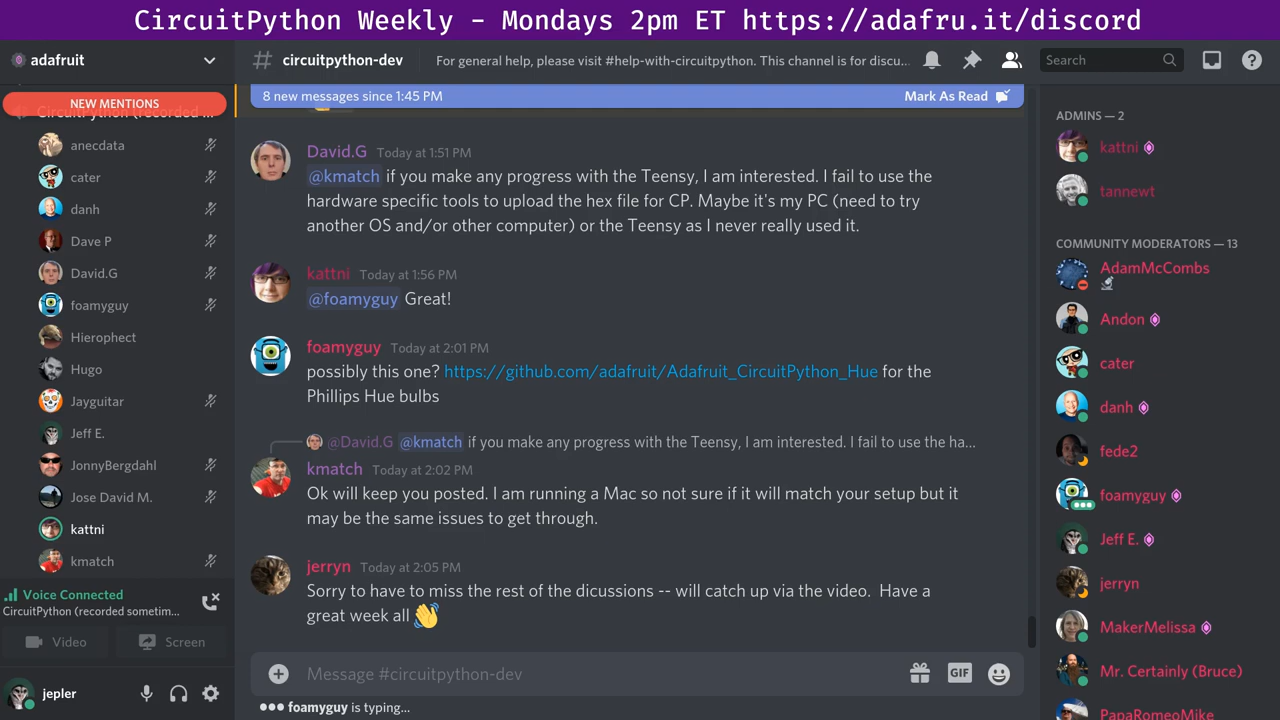 CircuitPython Weekly - Mondays 2pm ET https://adafru.it/discord
adafruit
NEW MENTIONS
CircuitPython (recorded ...
anecdata
cater
danh
Dave P
David.G
foamyguy
Hierophect
Hugo
Jayguitar
Jeff E.
JonnyBergdahl
Jose David M.
kattni
kmatch
Voice Connected
CircuitPython (recorded sometim...
Video
Screen
jepler
# circuitpython-dev
For general help, please visit #help-with-circuitpython. This channel is for discu...
Search
8 new messages since 1:45 PM
Mark As Read
David.G Today at 1:51 PM
@kmatch if you make any progress with the Teensy, I am interested. I fail to use the
hardware specific tools to upload the hex file for CP. Maybe it's my PC (need to try
another OS and/or other computer) or the Teensy as I never really used it.
kattni Today at 1:56 PM
@foamyguy Great!
foamyguy Today at 2:01 PM
possibly this one? https://github.com/adafruit/Adafruit_CircuitPython_Hue for the
Phillips Hue bulbs
@David.G @kmatch if you make any progress with the Teensy, I am interested. I fail to use the ha...
kmatch Today at 2:02 PM
Ok will keep you posted. I am running a Mac so not sure if it will match your setup but it
may be the same issues to get through.
jerryn Today at 2:05 PM
Sorry to have to miss the rest of the dicussions -- will catch up via the video. Have a
great week all 👋
Message #circuitpython-dev
GIF
foamyguy is typing...
ADMINS — 2
kattni
tannewt
COMMUNITY MODERATORS — 13
AdamMcCombs
Andon
cater
danh
fede2
foamyguy
Jeff E.
jerryn
MakerMelissa
Mr. Certainly (Bruce)
PapaRomeoMike